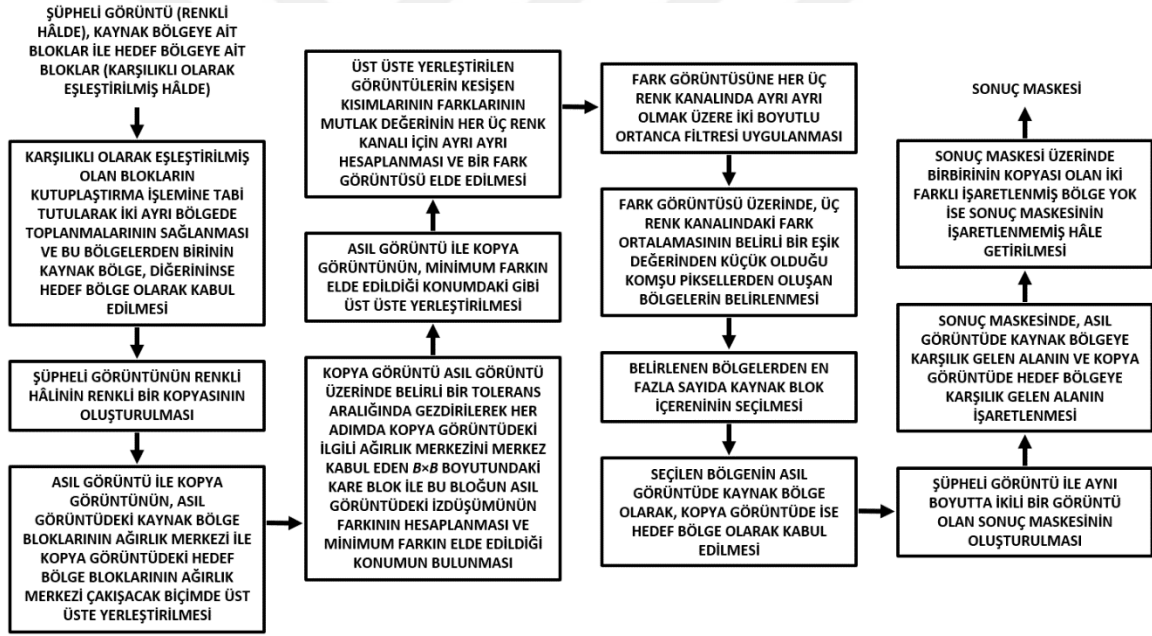 ŞÜPHELİ GÖRÜNTÜ (RENKLİ
HÂLDE), KAYNAK BÖLGEYE AİT
BLOKLAR İLE HEDEF BÖLGEYE AİT
BLOKLAR (KARŞILIKLI OLARAK
EŞLEŞTİRİLMİŞ HÂLDE)
KARŞILIKLI OLARAK EŞLEŞTİRİLMİŞ
OLAN BLOKLARIN
KUTUPLAŞTIRMA İŞLEMİNE TABİ
TUTULARAK İKİ AYRI BÖLGEDE
TOPLANMALARININ SAĞLANMASI
VE BU BÖLGELERDEN BİRİNİN
KAYNAK BÖLGE, DİĞERİNİNSE
HEDEF BÖLGE OLARAK KABUL
EDİLMESİ
ŞÜPHELİ GÖRÜNTÜNÜN RENKLİ
HÂLİNİN RENKLİ BİR KOPYASININ
OLUŞTURULMASI
ASIL GÖRÜNTÜ İLE KOPYA
GÖRÜNTÜNÜN, ASIL
GÖRÜNTÜDEKİ KAYNAK BÖLGE
BLOKLARININ AĞIRLIK MERKEZİ İLE
KOPYA GÖRÜNTÜDEKİ HEDEF
BÖLGE BLOKLARININ AĞIRLIK
MERKEZİ ÇAKIŞACAK BİÇİMDE ÜST
ÜSTE YERLEŞTİRİLMESİ
KOPYA GÖRÜNTÜ ASIL GÖRÜNTÜ
ÜZERİNDE BELİRLİ BİR TOLERANS
ARALIĞINDA GEZDİRİLEREK HER
ADIMDA KOPYA GÖRÜNTÜDEKİ
İLGİLİ AĞIRLIK MERKEZİNİ MERKEZ
KABUL EDEN B×B BOYUTUNDAKİ
KARE BLOK İLE BU BLOĞUN ASIL
GÖRÜNTÜDEKİ İZDÜŞÜMÜNÜN
FARKININ HESAPLANMASI VE
MİNİMUM FARKIN ELDE EDİLDİĞİ
KONUMUN BULUNMASI
ASIL GÖRÜNTÜ İLE KOPYA
GÖRÜNTÜNÜN, MİNİMUM FARKIN
ELDE EDİLDİĞİ KONUMDAKİ GİBİ
ÜST ÜSTE YERLEŞTİRİLMESİ
ÜST ÜSTE YERLEŞTİRİLEN
GÖRÜNTÜLERİN KESİŞEN
KISIMLARININ FARKLARININ
MUTLAK DEĞERİNİN HER ÜÇ RENK
KANALI İÇİN AYRI AYRI
HESAPLANMASI VE BİR FARK
GÖRÜNTÜSÜ ELDE EDİLMESİ
FARK GÖRÜNTÜSÜNE HER ÜÇ
RENK KANALINDA AYRI AYRI
OLMAK ÜZERE İKİ BOYUTLU
ORTANCA FİLTRESİ UYGULANMASI
FARK GÖRÜNTÜSÜ ÜZERİNDE, ÜÇ
RENK KANALINDAKİ FARK
ORTALAMASININ BELİRLİ BİR EŞİK
DEĞERİNDEN KÜÇÜK OLDUĞU
KOMŞU PİKSELLERDEN OLUŞAN
BÖLGELERİN BELİRLENMESİ
BELİRLENEN BÖLGELERDEN EN
FAZLA SAYIDA KAYNAK BLOK
İÇERENİNİN SEÇİLMESİ
SEÇİLEN BÖLGENİN ASIL
GÖRÜNTÜDE KAYNAK BÖLGE
OLARAK, KOPYA GÖRÜNTÜDE İSE
HEDEF BÖLGE OLARAK KABUL
EDİLMESİ
ŞÜPHELİ GÖRÜNTÜ İLE AYNI
BOYUTTA İKİLİ BİR GÖRÜNTÜ
OLAN SONUÇ MASKESİNİN
OLUŞTURULMASI
SONUÇ MASKESİNDE, ASIL
GÖRÜNTÜDE KAYNAK BÖLGEYE
KARŞILIK GELEN ALANIN VE KOPYA
GÖRÜNTÜDE HEDEF BÖLGEYE
KARŞILIK GELEN ALANIN
İŞARETLENMESİ
SONUÇ MASKESİ ÜZERİNDE
BİRBİRİNİN KOPYASI OLAN İKİ
FARKLI İŞARETLENMİŞ BÖLGE YOK
İSE SONUÇ MASKESİNİN
İŞARETLENMEMİŞ HÂLE
GETİRİLMESİ
SONUÇ MASKESİ